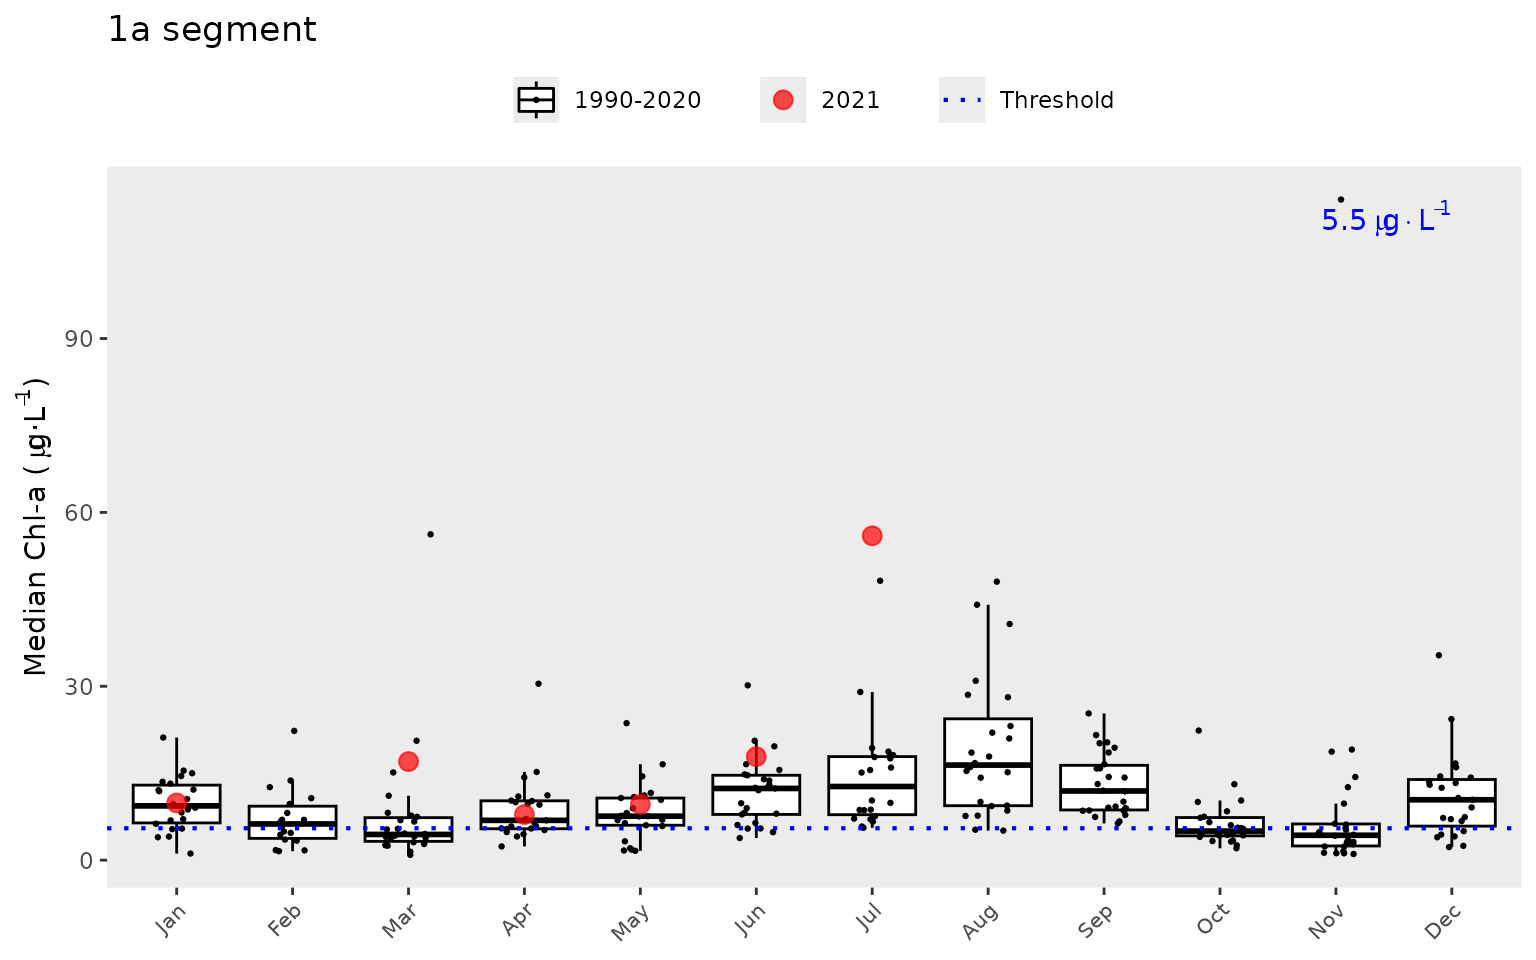 1a segment
1990-2020
2021
Threshold
5.5 μg · L⁻¹
Median Chl-a ( μg·L⁻¹)
90
60
30
0
Jan
Feb
Mar
Apr
May
Jun
Jul
Aug
Sep
Oct
Nov
Dec